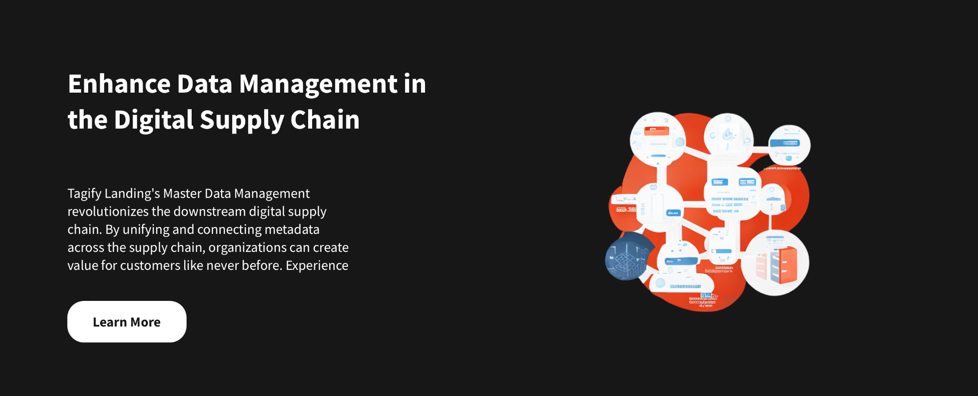 Enhance Data Management in
the Digital Supply Chain
Tagify Landing's Master Data Management
revolutionizes the downstream digital supply
chain. By unifying and connecting metadata
across the supply chain, organizations can create
value for customers like never before. Experience
Learn More